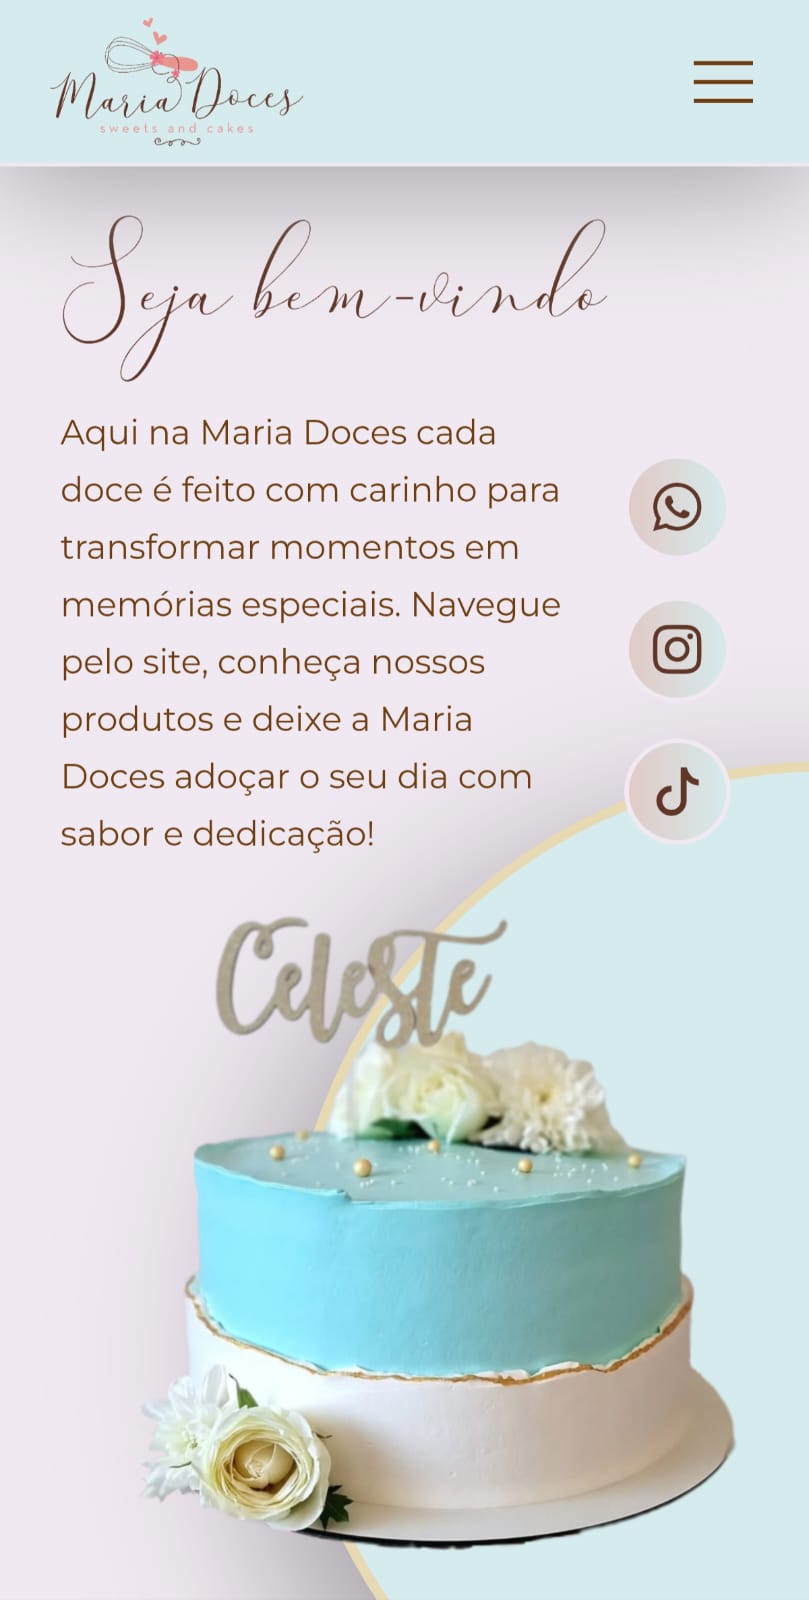 Maria Doces
sweets and cakes
Seja bem-vindo
Aqui na Maria Doces cada
doce é feito com carinho para
transformar momentos em
memórias especiais. Navegue
pelo site, conheça nossos
produtos e deixe a Maria
Doces adoçar o seu dia com
sabor e dedicação!
Celeste